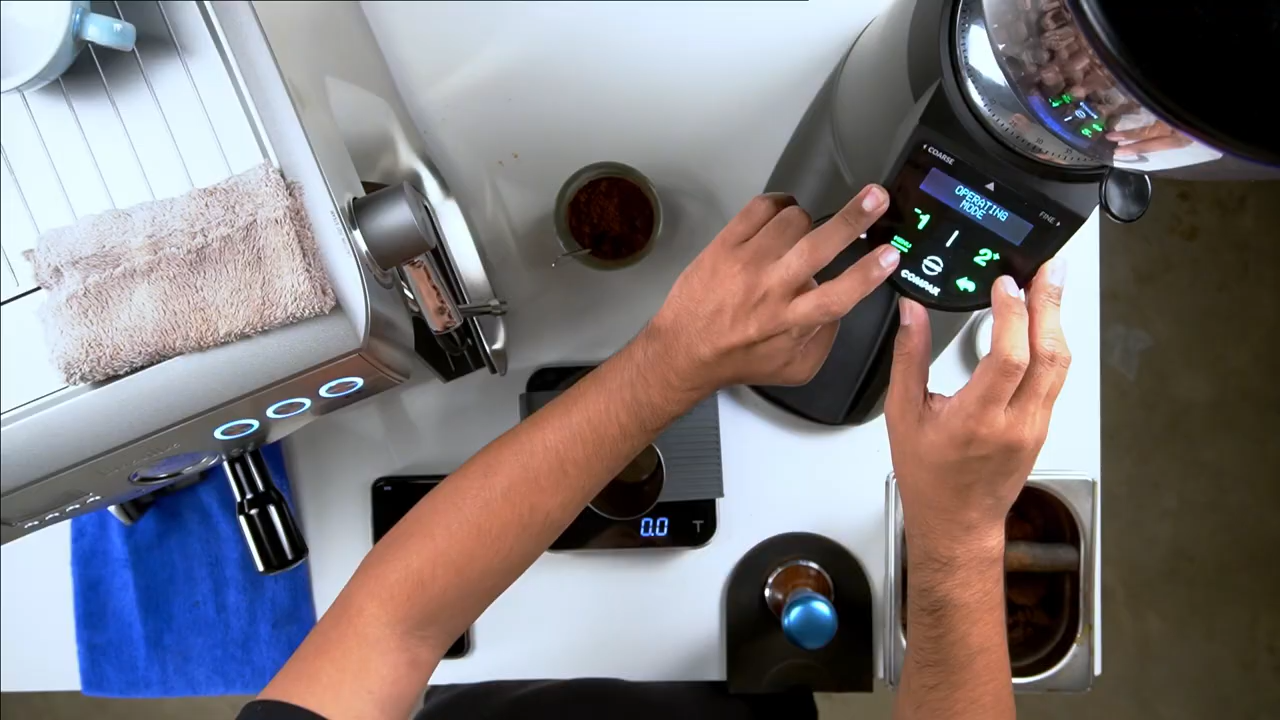 COARSE
OPERATING
MODE
FINE
-1
2+
MENU
COMPAK
0.0
T